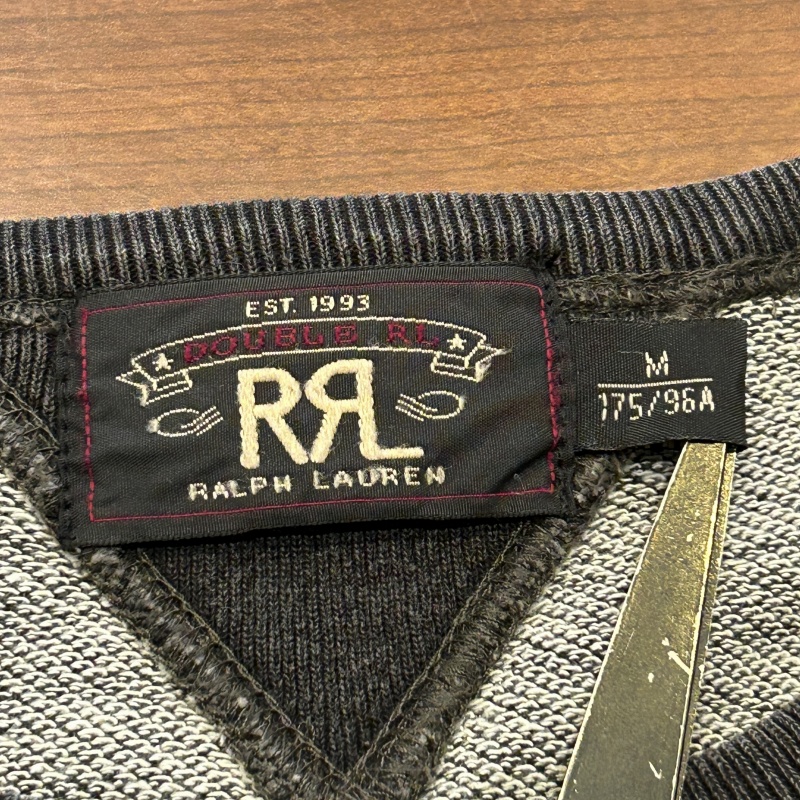 EST. 1993
DOUBLE RL
RRL
RALPH LAUREN
M
175/96A